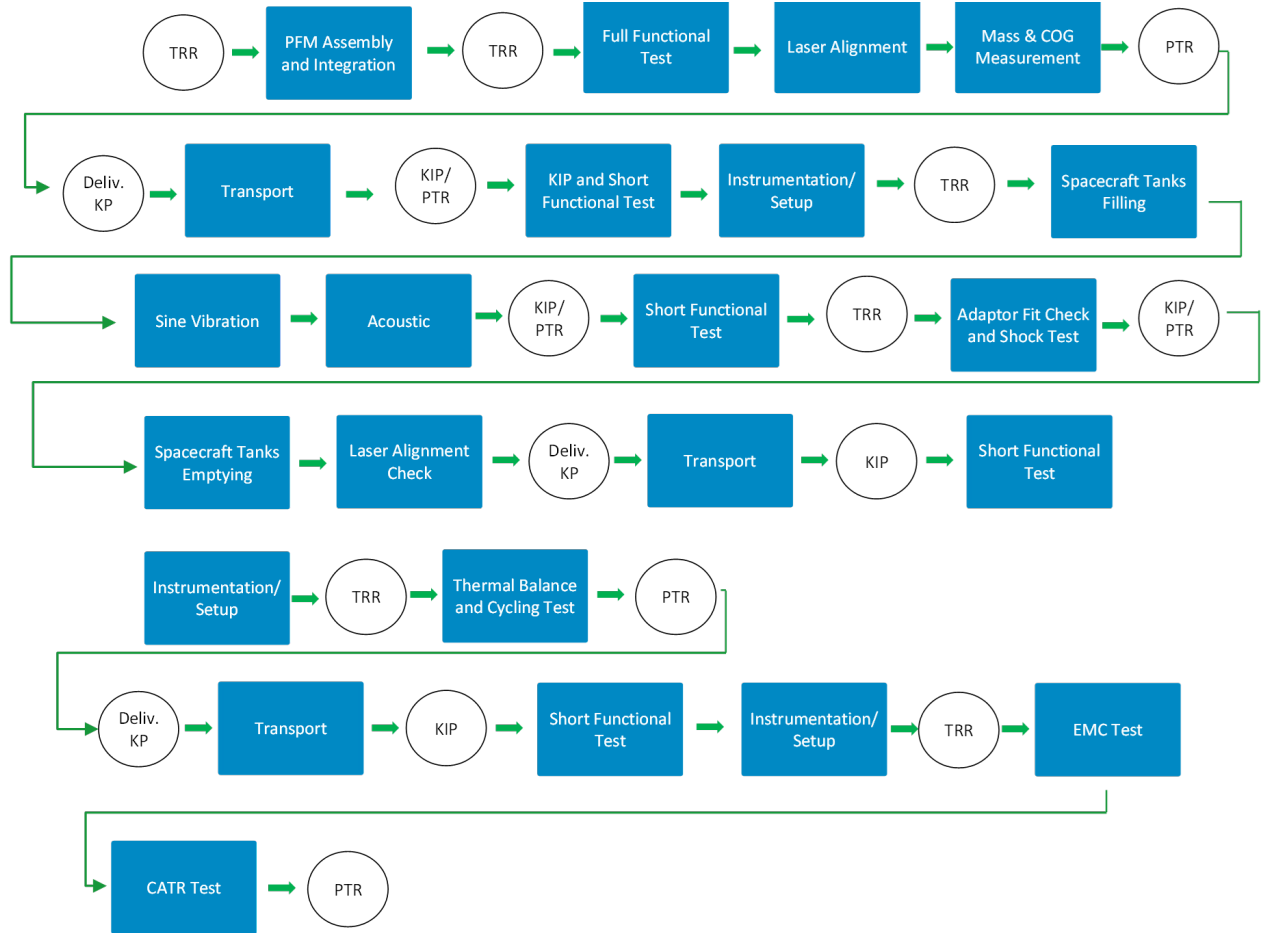 TRR
PFM Assembly
and Integration
TRR
Full Functional
Test
Laser Alignment
Mass & COG
Measurement
PTR
Deliv.
KP
Transport
KIP/
PTR
KIP and Short
Functional Test
Instrumentation/
Setup
TRR
Spacecraft Tanks
Filling
Sine Vibration
Acoustic
KIP/
PTR
Short Functional
Test
TRR
Adaptor Fit Check
and Shock Test
KIP/
PTR
Spacecraft Tanks
Emptying
Laser Alignment
Check
Deliv.
KP
Transport
KIP
Short Functional
Test
Instrumentation/
Setup
TRR
Thermal Balance
and Cycling Test
PTR
Deliv.
KP
Transport
KIP
Short Functional
Test
Instrumentation/
Setup
TRR
EMC Test
CATR Test
PTR